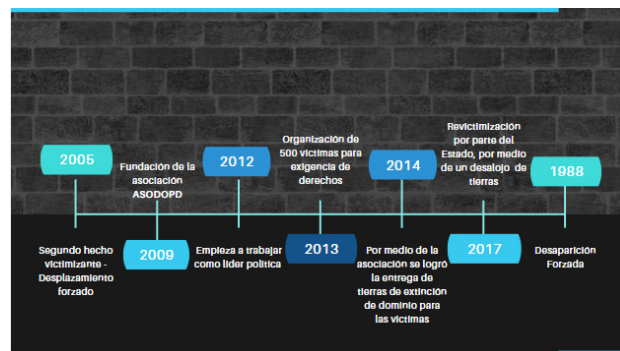 2005
Segundo hecho
victimizante -
Desplazamiento
forzado
Fundación de la
asociación
ASODOPD
2009
2012
Empieza a trabajar
como líder política
Organización de
500 víctimas para
exigencia de
derechos
2013
2014
Por medio de la
asociación se logró
la entrega de
tierras de extinción
de dominio para
las víctimas
Revictimización
por parte del
Estado, por medio
de un desalojo de
tierras
2017
1988
Desaparición
Forzada